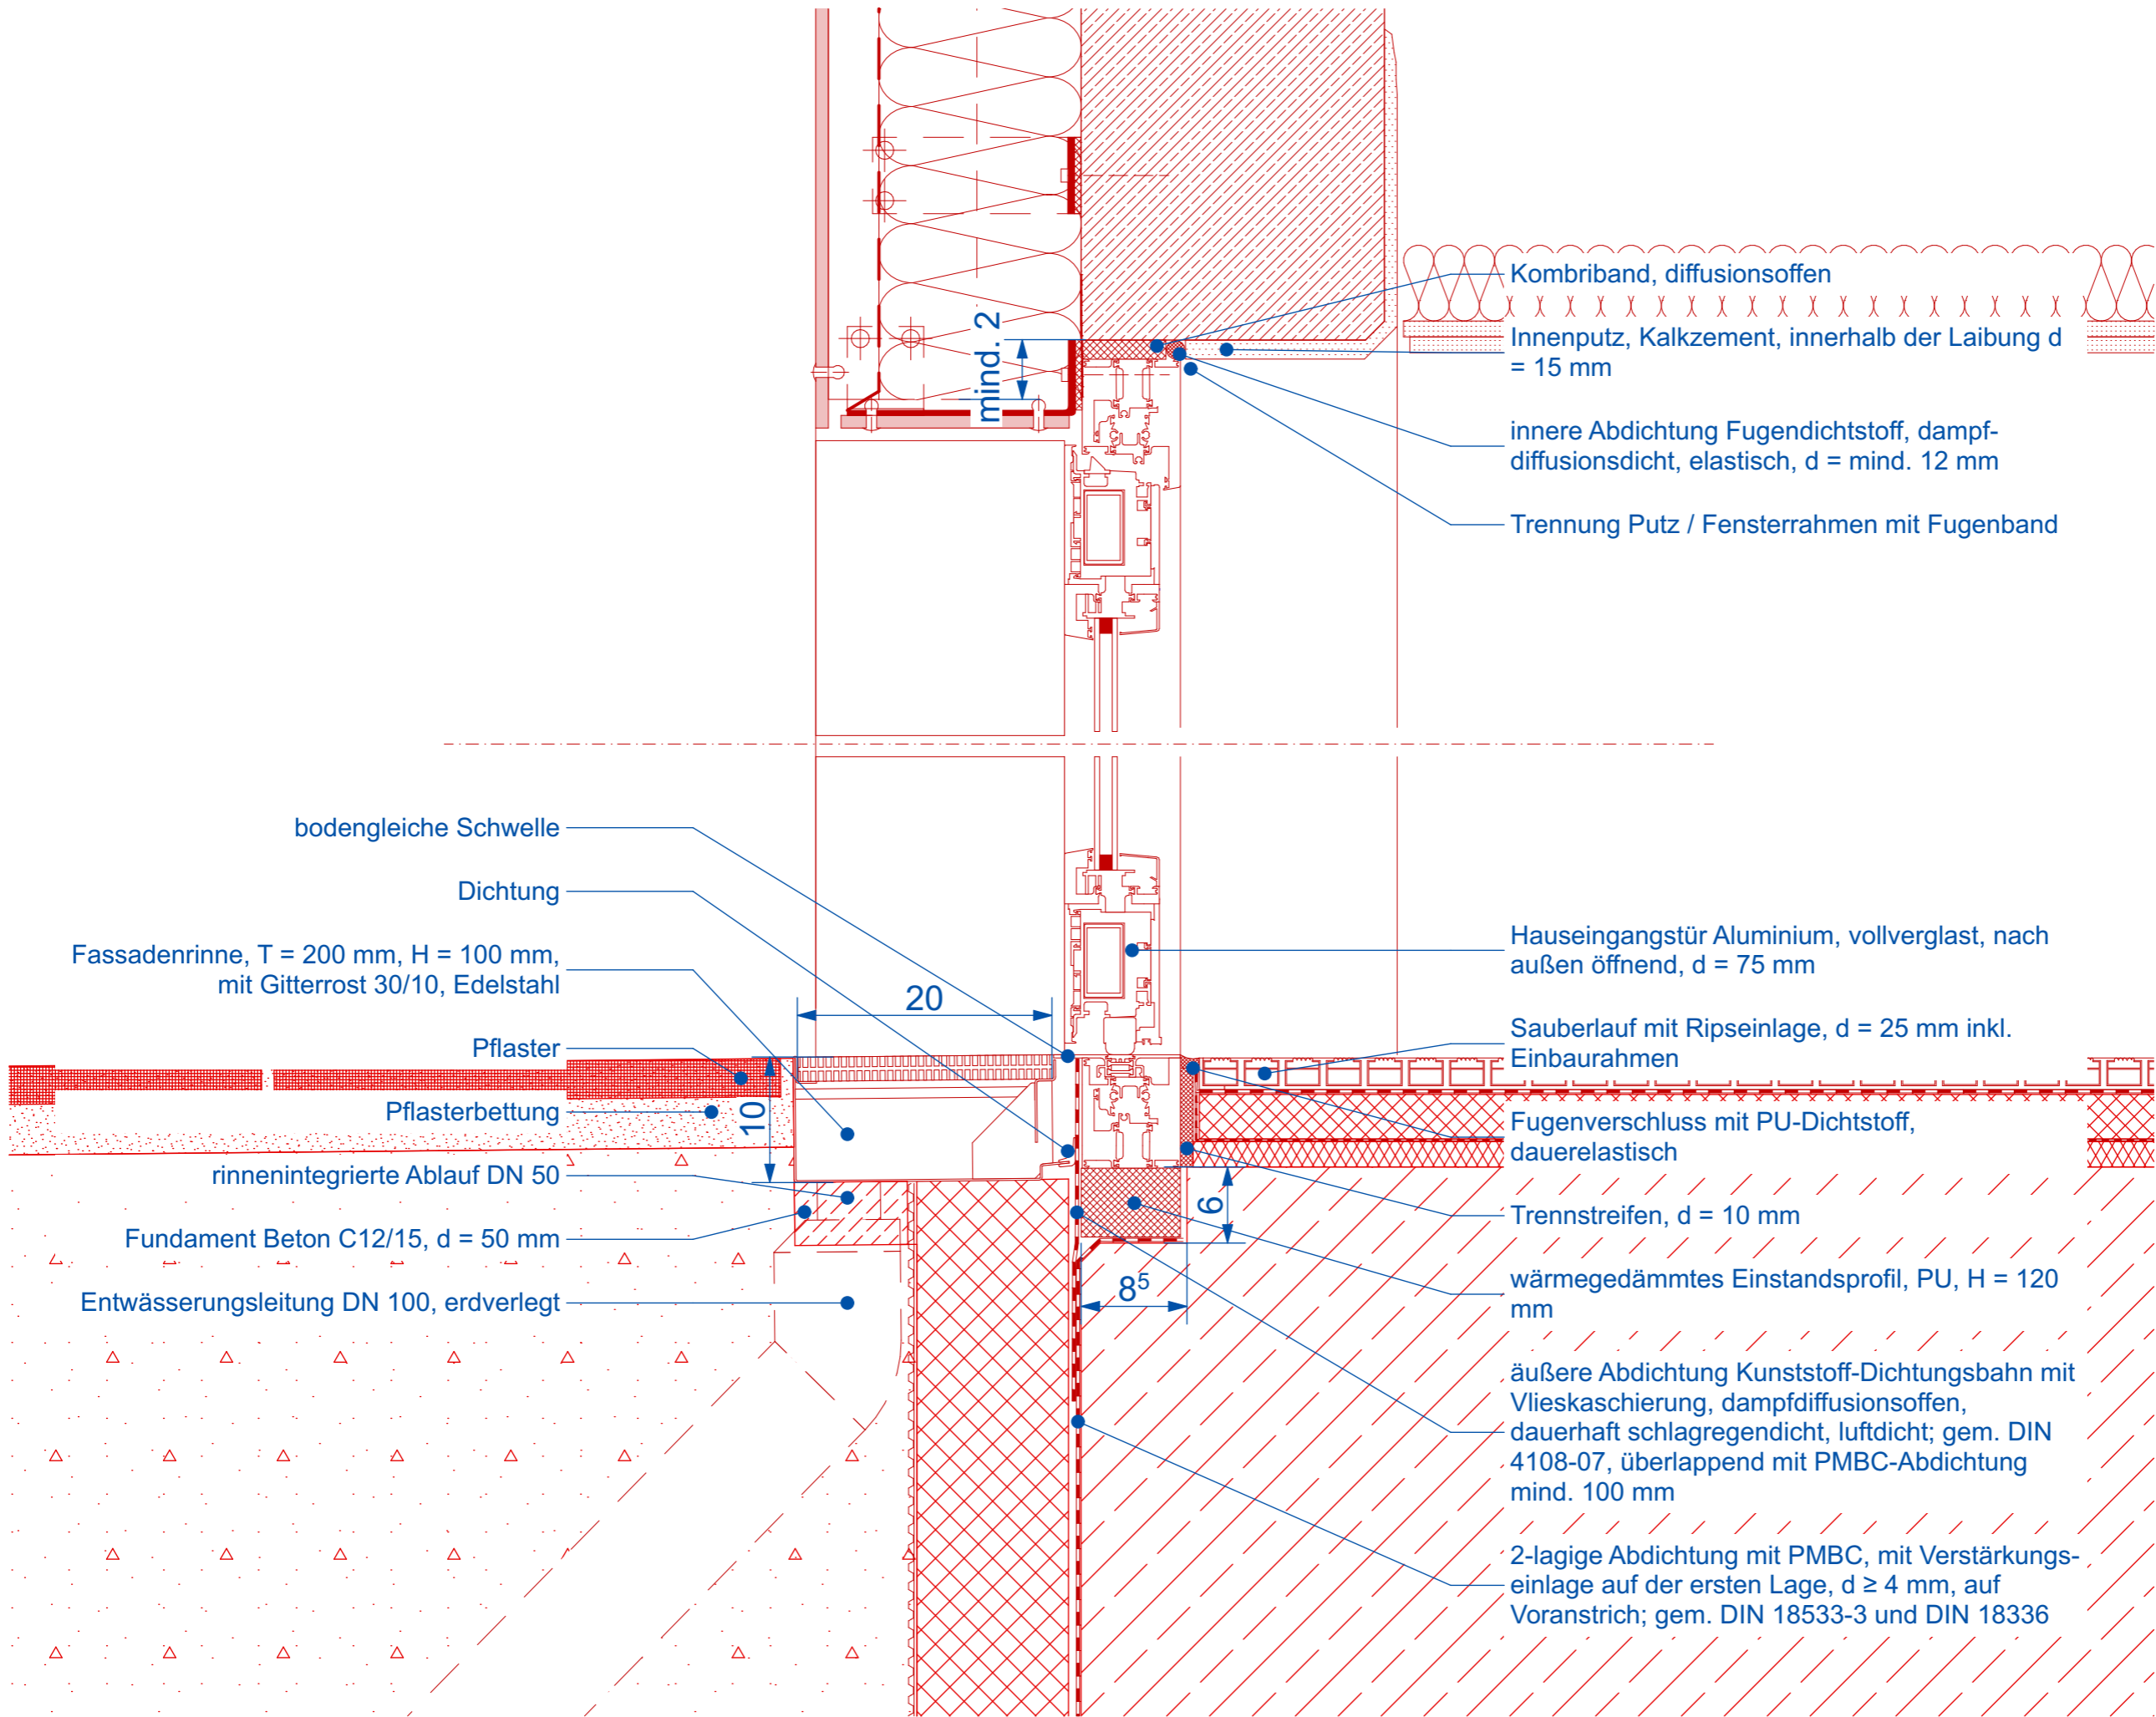 mind. 2
Kombriband, diffusionsoffen
Innenputz, Kalkzement, innerhalb der Laibung d
= 15 mm
innere Abdichtung Fugendichtstoff, dampf-
diffusionsdicht, elastisch, d = mind. 12 mm
Trennung Putz / Fensterrahmen mit Fugenband
bodengleiche Schwelle
Dichtung
Fassadenrinne, T = 200 mm, H = 100 mm,
mit Gitterrost 30/10, Edelstahl
Pflaster
Pflasterbettung
rinnenintegrierte Ablauf DN 50
Fundament Beton C12/15, d = 50 mm
Entwässerungsleitung DN 100, erdverlegt
20
10
6
8⁵
Hauseingangstür Aluminium, vollverglast, nach
außen öffnend, d = 75 mm
Sauberlauf mit Ripseinlage, d = 25 mm inkl.
Einbaurahmen
Fugenverschluss mit PU-Dichtstoff,
dauerelastisch
Trennstreifen, d = 10 mm
wärmegedämmtes Einstandsprofil, PU, H = 120
mm
äußere Abdichtung Kunststoff-Dichtungsbahn mit
Vlieskaschierung, dampfdiffusionsoffen,
dauerhaft schlagregendicht, luftdicht; gem. DIN
4108-07, überlappend mit PMBC-Abdichtung
mind. 100 mm
2-lagige Abdichtung mit PMBC, mit Verstärkungs-
einlage auf der ersten Lage, d ≥ 4 mm, auf
Voranstrich; gem. DIN 18533-3 und DIN 18336